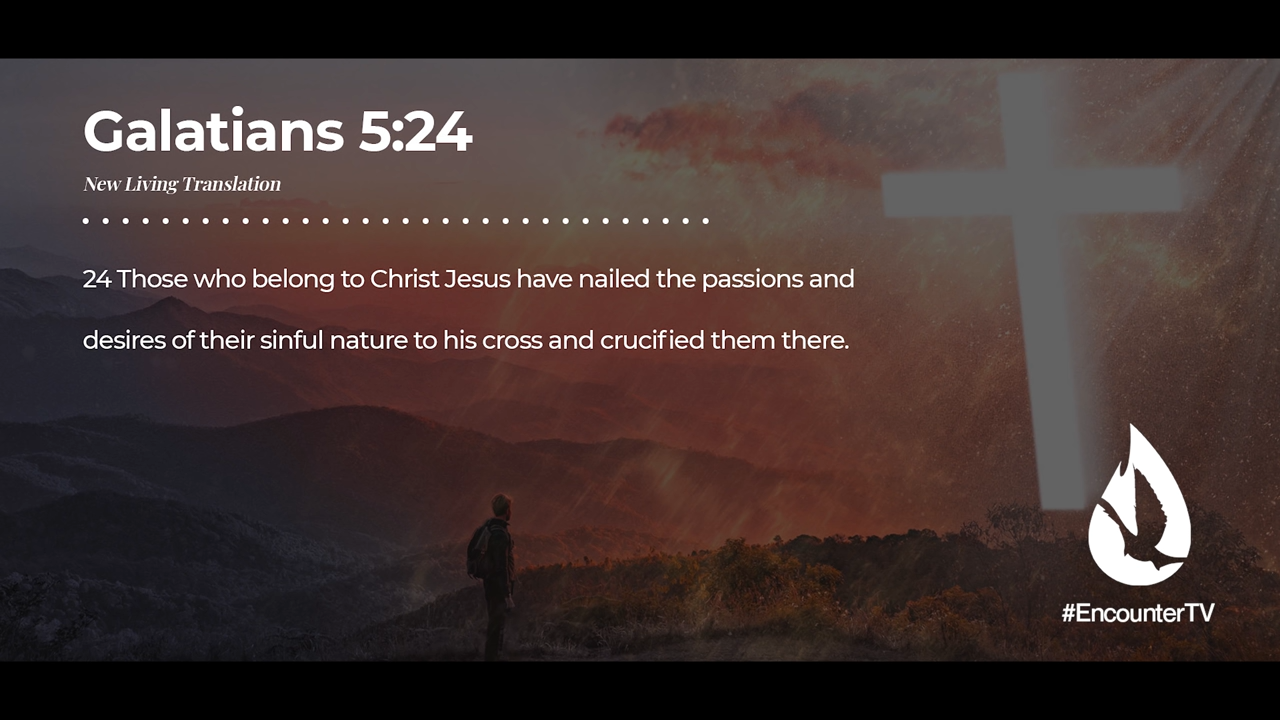 Galatians 5:24
New Living Translation
24 Those who belong to Christ Jesus have nailed the passions and
desires of their sinful nature to his cross and crucified them there.
#EncounterTV